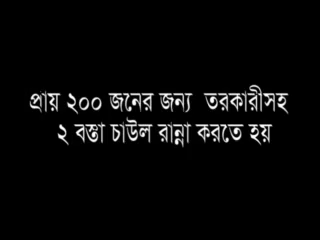 প্রায় ২০০ জনের জন্য তরকারীসহ
২ বস্তা চাউল রান্না করতে হয়